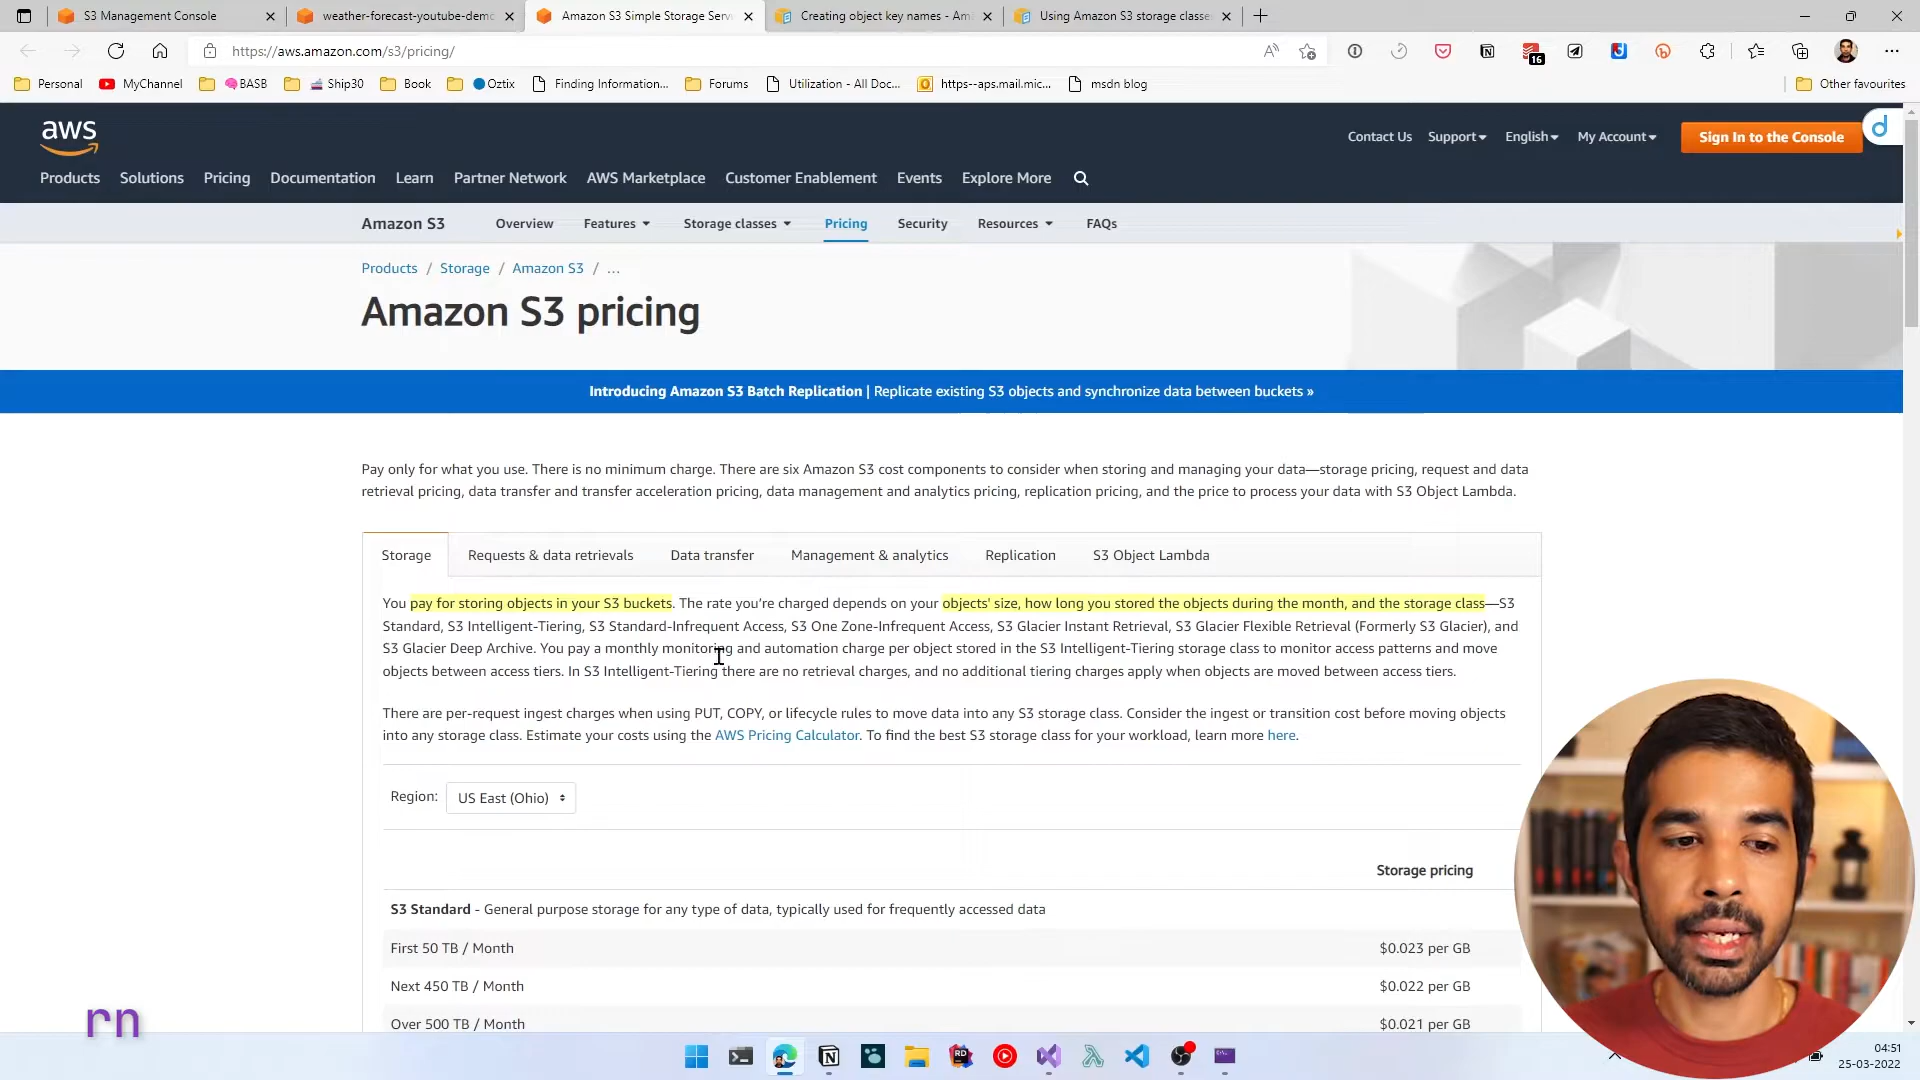 S3 Management Console
weather-forecast-youtube-demo
Amazon S3 Simple Storage Serv
Creating object key names - Am
Using Amazon S3 storage classe
https://aws.amazon.com/s3/pricing/
16
Personal
MyChannel
BASB
Ship30
Book
Oztix
Finding Information...
Forums
Utilization - All Doc...
https--aps.mail.mic...
msdn blog
Other favourites
aws
Contact Us
Support
English
My Account
Sign In to the Console
d
Products
Solutions
Pricing
Documentation
Learn
Partner Network
AWS Marketplace
Customer Enablement
Events
Explore More
Amazon S3
Overview
Features
Storage classes
Pricing
Security
Resources
FAQs
Products / Storage / Amazon S3 / ...
Amazon S3 pricing
Introducing Amazon S3 Batch Replication | Replicate existing S3 objects and synchronize data between buckets »
Pay only for what you use. There is no minimum charge. There are six Amazon S3 cost components to consider when storing and managing your data—storage pricing, request and data
retrieval pricing, data transfer and transfer acceleration pricing, data management and analytics pricing, replication pricing, and the price to process your data with S3 Object Lambda.
Storage
Requests & data retrievals
Data transfer
Management & analytics
Replication
S3 Object Lambda
You pay for storing objects in your S3 buckets. The rate you're charged depends on your objects' size, how long you stored the objects during the month, and the storage class—S3
Standard, S3 Intelligent-Tiering, S3 Standard-Infrequent Access, S3 One Zone-Infrequent Access, S3 Glacier Instant Retrieval, S3 Glacier Flexible Retrieval (Formerly S3 Glacier), and
S3 Glacier Deep Archive. You pay a monthly monitoring and automation charge per object stored in the S3 Intelligent-Tiering storage class to monitor access patterns and move
objects between access tiers. In S3 Intelligent-Tiering there are no retrieval charges, and no additional tiering charges apply when objects are moved between access tiers.
There are per-request ingest charges when using PUT, COPY, or lifecycle rules to move data into any S3 storage class. Consider the ingest or transition cost before moving objects
into any storage class. Estimate your costs using the AWS Pricing Calculator. To find the best S3 storage class for your workload, learn more here.
Region: US East (Ohio)
Storage pricing
S3 Standard - General purpose storage for any type of data, typically used for frequently accessed data
First 50 TB / Month $0.023 per GB
Next 450 TB / Month $0.022 per GB
Over 500 TB / Month $0.021 per GB
rn
RD
04:51
25-03-2022